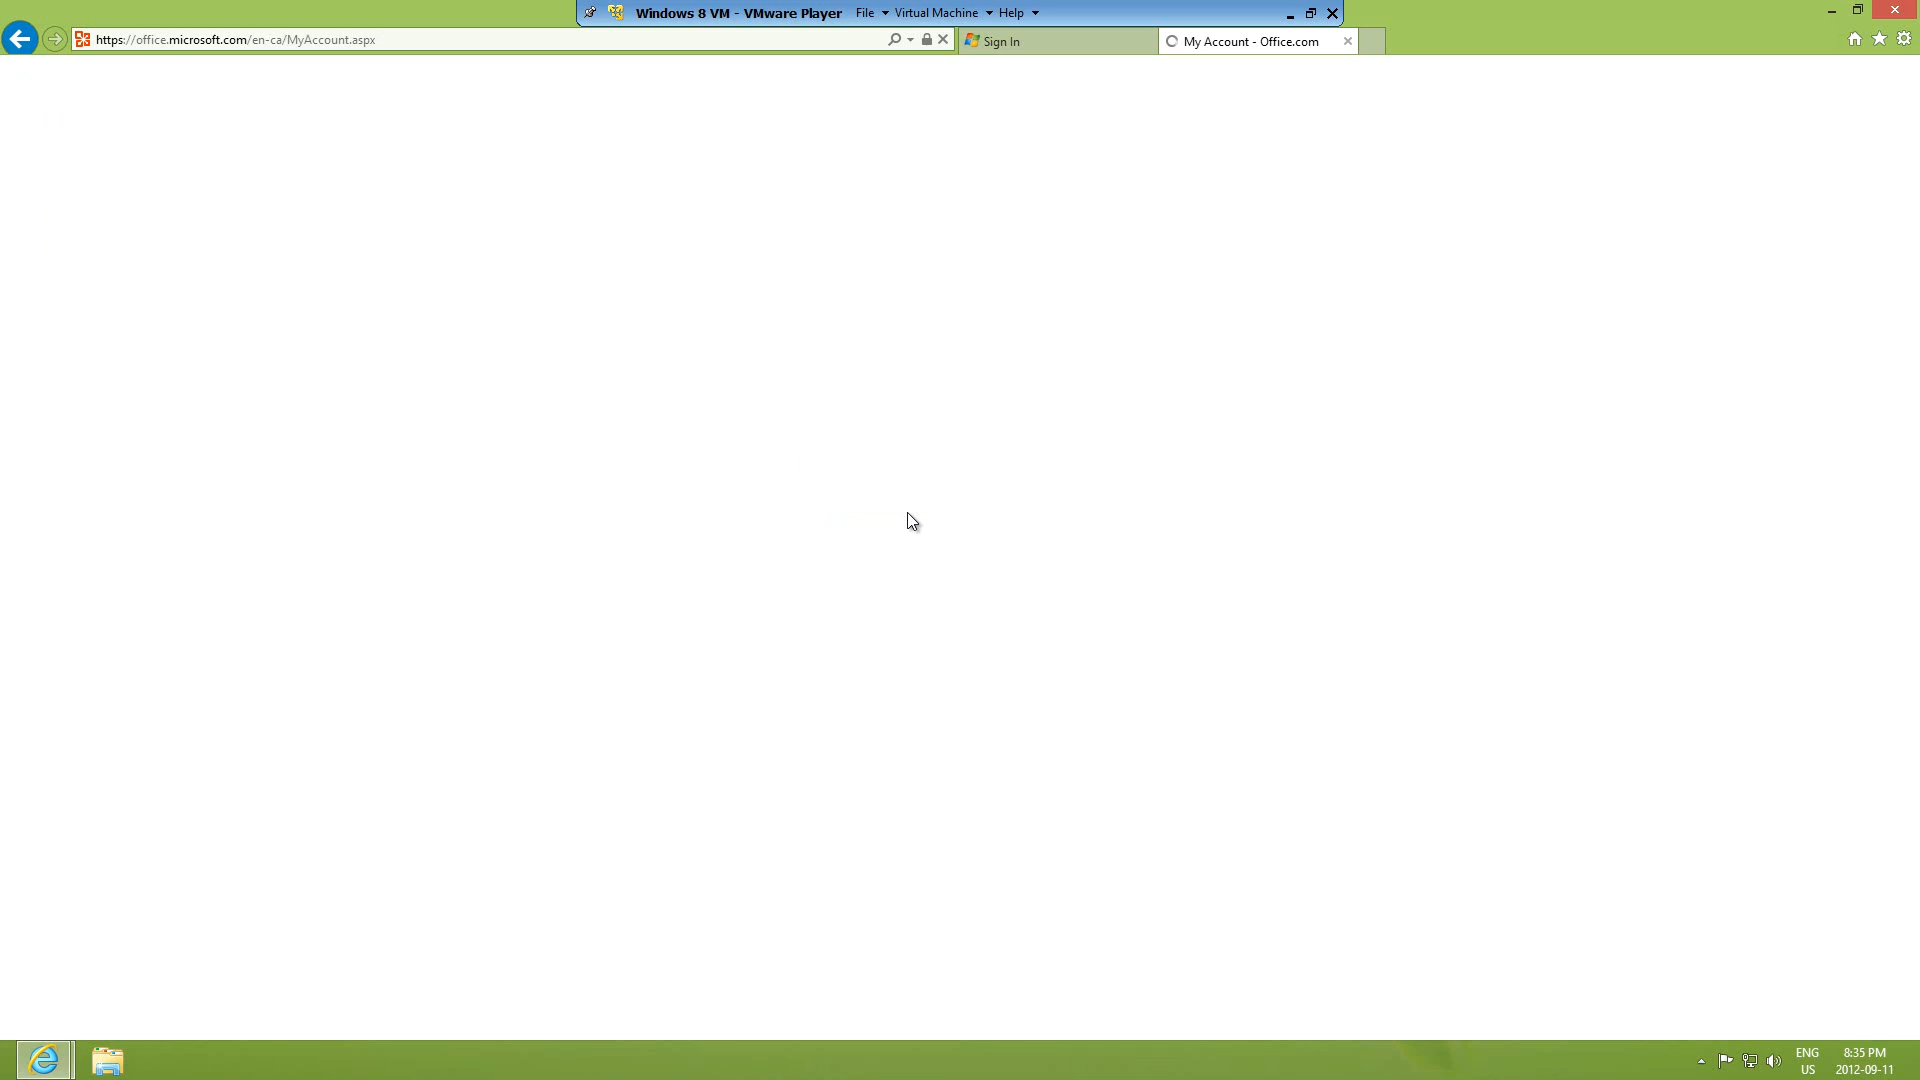 Windows 8 VM - VMware Player File Virtual Machine Help
https://office.microsoft.com/en-ca/MyAccount.aspx
Sign In
My Account - Office.com
ENG
US
8:35 PM
2012-09-11